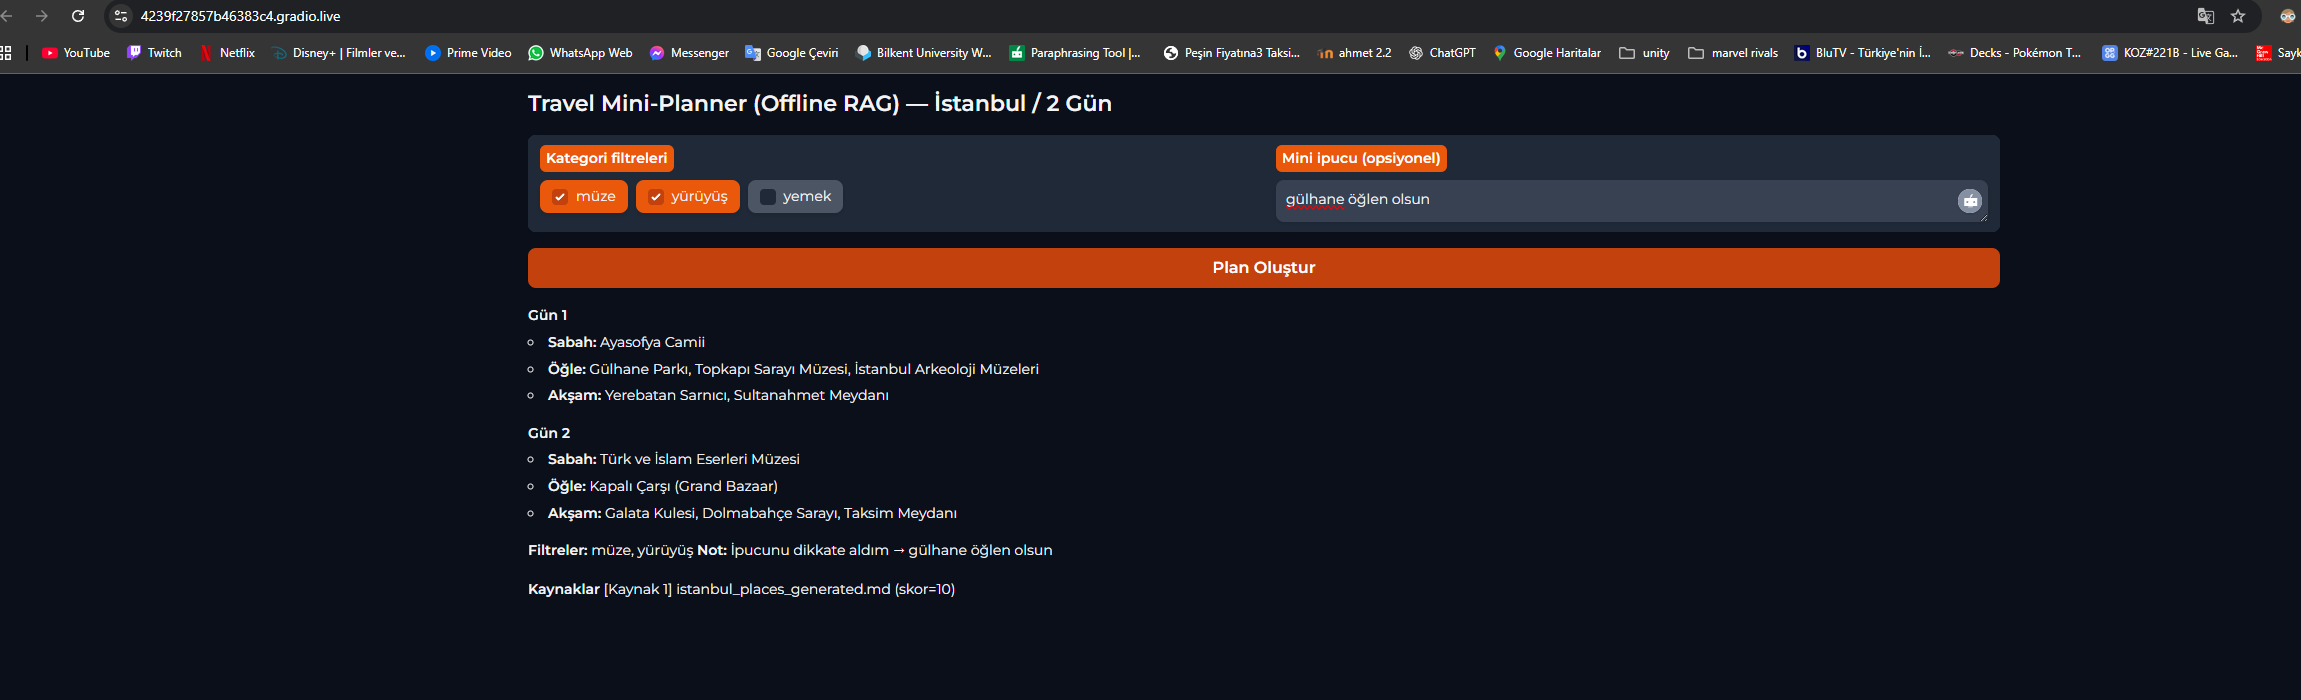 4239f27857b46383c4.gradio.live
YouTube Twitch Netflix Disney+ | Filmler ve... Prime Video WhatsApp Web Messenger Google Çeviri Bilkent University W... Paraphrasing Tool |... Peşin Fiyatına3 Taksi... ahmet 2.2 ChatGPT Google Haritalar unity marvel rivals BluTV - Türkiye'nin İ... Decks - Pokémon T... KOZ#221B - Live Ga... Sayk
Travel Mini-Planner (Offline RAG) — İstanbul / 2 Gün
Kategori filtreleri
müze yürüyüş yemek
Mini ipucu (opsiyonel)
gülhane öğlen olsun
Plan Oluştur
Gün 1
Sabah: Ayasofya Camii
Öğle: Gülhane Parkı, Topkapı Sarayı Müzesi, İstanbul Arkeoloji Müzeleri
Akşam: Yerebatan Sarnıcı, Sultanahmet Meydanı
Gün 2
Sabah: Türk ve İslam Eserleri Müzesi
Öğle: Kapalı Çarşı (Grand Bazaar)
Akşam: Galata Kulesi, Dolmabahçe Sarayı, Taksim Meydanı
Filtreler: müze, yürüyüş Not: İpucunu dikkate aldım → gülhane öğlen olsun
Kaynaklar [Kaynak 1] istanbul_places_generated.md (skor=10)